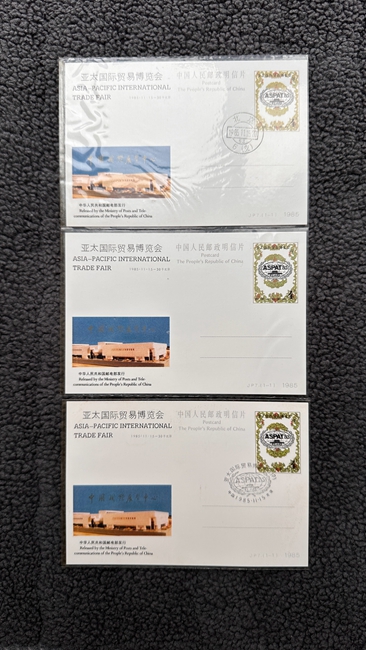 亚太国际贸易博览会
ASIA-PACIFIC INTERNATIONAL
TRADE FAIR
中国人民邮政明信片
Postcard
The People's Republic of China
ASPAT
中华人民共和国邮电部发行
Released by the Ministry of Posts and Tele
communications of the People's Republic of China
1985
亚太国际贸易博览会
ASIA-PACIFIC INTERNATIONAL
TRADE FAIR
中国人民邮政明信片
Postcard
The People's Republic of China
ASPAT
中华人民共和国邮电部发行
Released by the Ministry of Posts and Tele
communications of the People's Republic of China
1985
亚太国际贸易博览会
ASIA-PACIFIC INTERNATIONAL
TRADE FAIR
中国人民邮政明信片
Postcard
The People's Republic of China
ASPAT
ASPAT
中华人民共和国邮电部发行
Released by the Ministry of Posts and Tele
communications of the People's Republic of China
1985